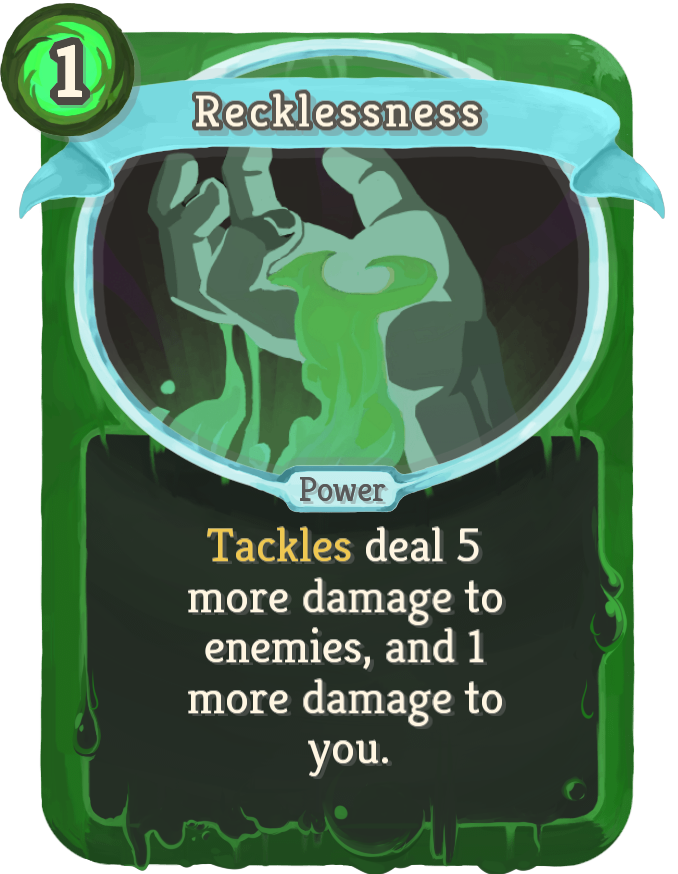 1
Recklessness
Power
Tackles deal 5
more damage to
enemies, and 1
more damage to
you.